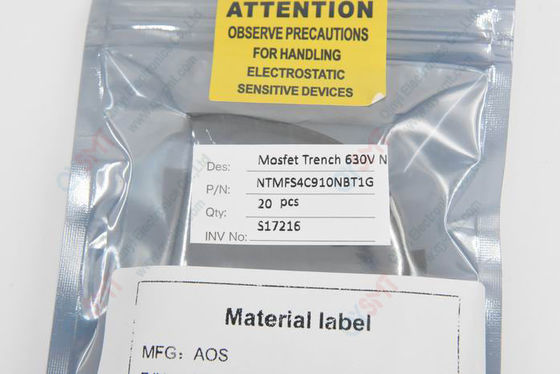 ATTENTION
OBSERVE PRECAUTIONS
FOR HANDLING
ELECTROSTATIC
SENSITIVE DEVICES
Des: Mosfet Trench 630V N
P/N: NTMFS4C910NBT1G
Qty: 20 pcs
INV No: S17216
Material label
MFG: AOS